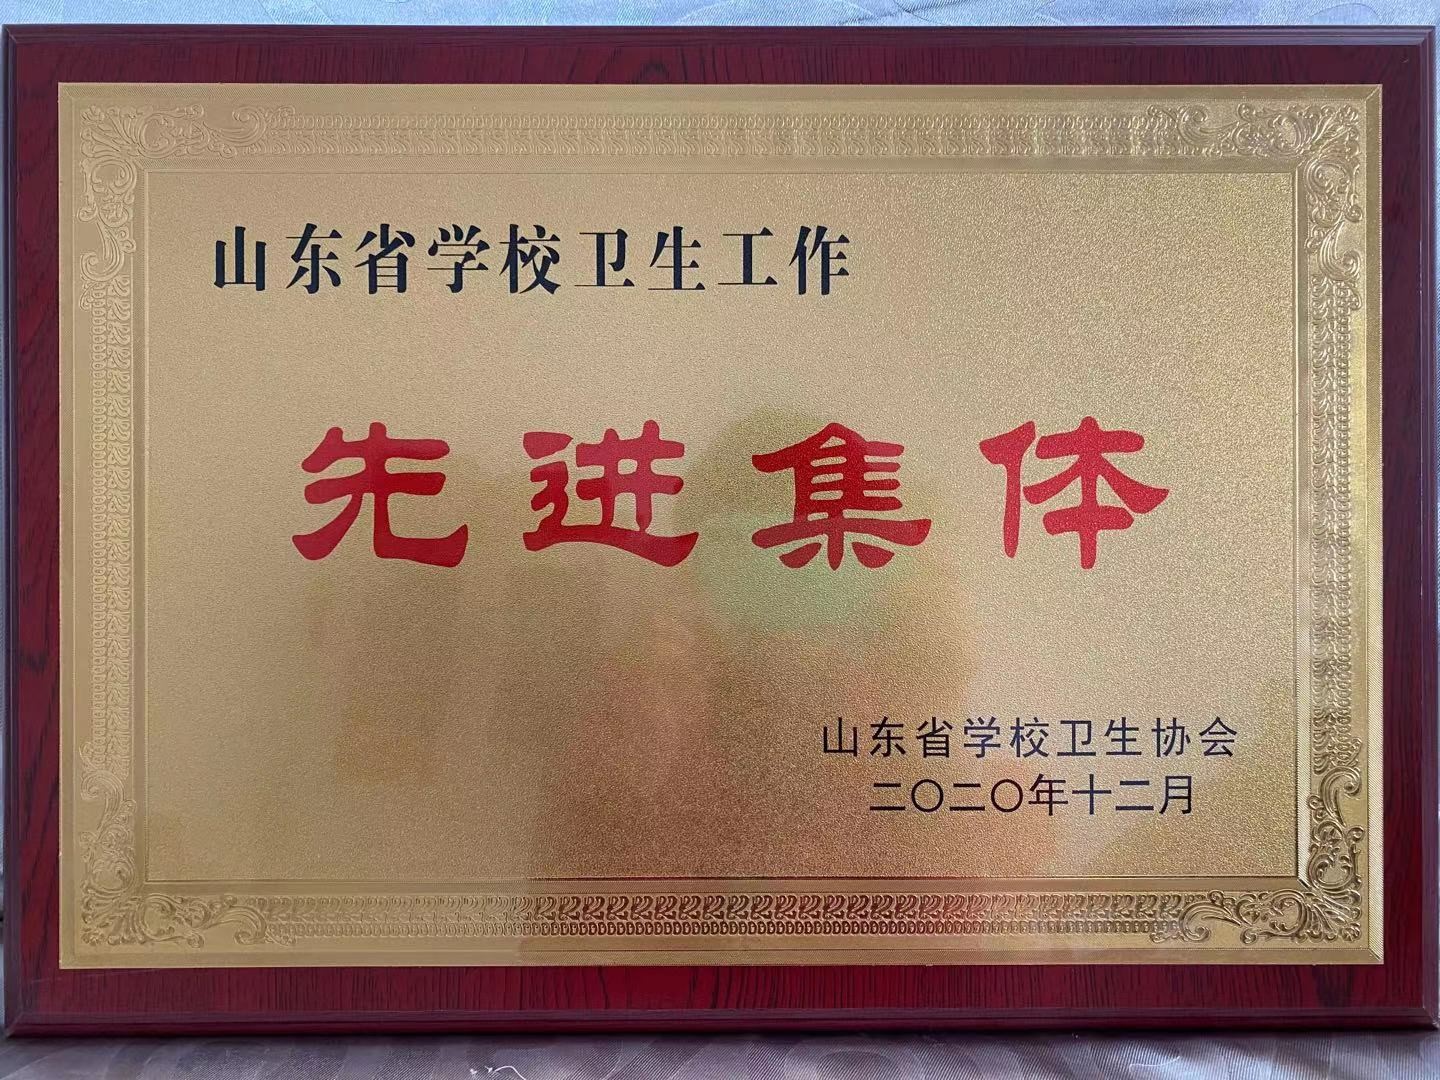 山东省学校卫生工作
先进集体
山东省学校卫生协会
二〇二〇年十二月